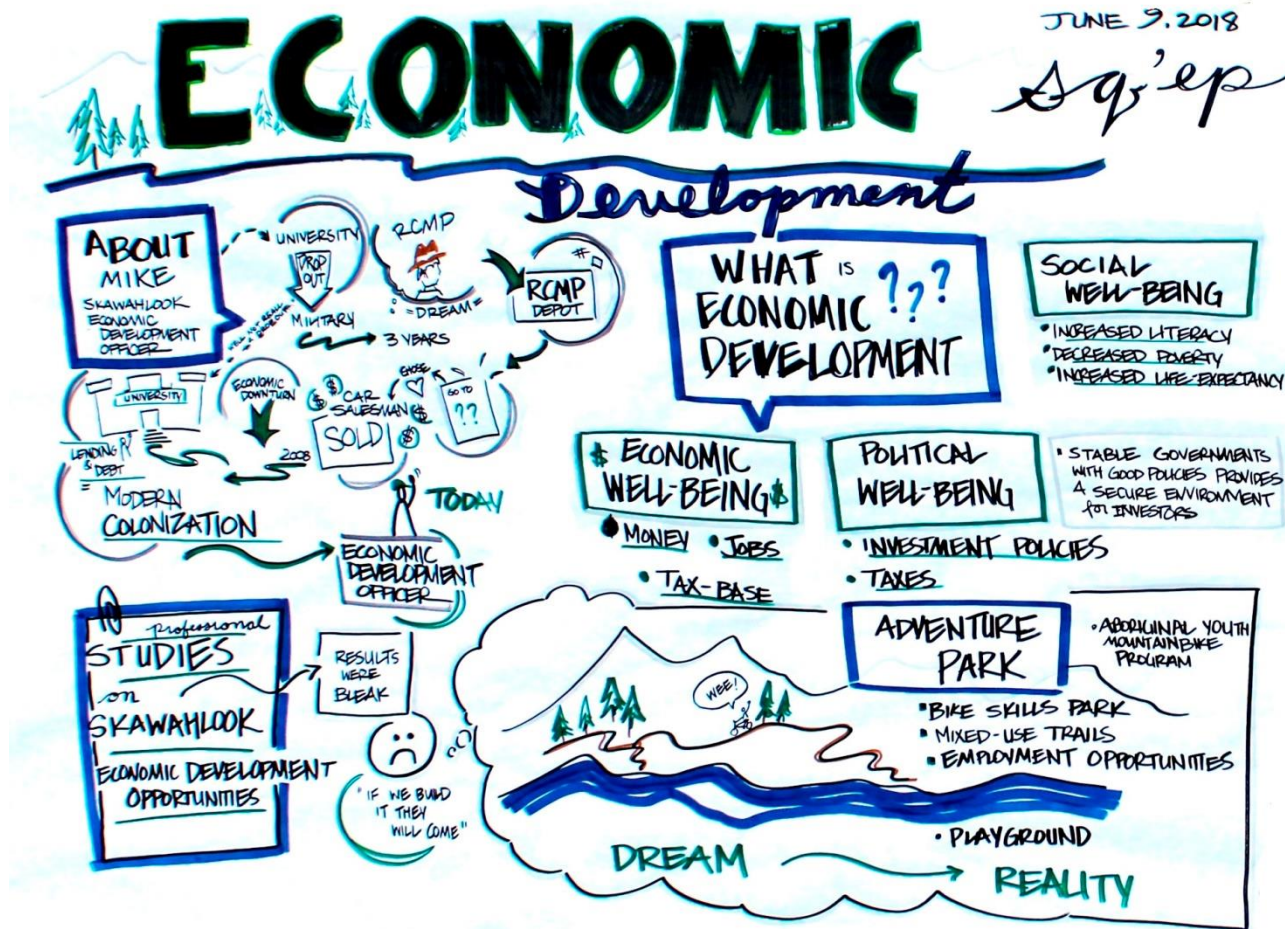 ECONOMIC
Development
JUNE 9.2018
sq'ep
ABOUT
MIKE
SKAWAHLOOK
ECONOMIC
DEVELOPMENT
OFFICER
UNIVERSITY
DROP
OUT
MILITARY
3 YEARS
RCMP
=DREAM=
#
RCMP
DEPOT
GO TO
??
CHOSE
CAR
SALESMAN
SOLD
$
$
$
$
2008
ECONOMIC
DOWNTURN
UNIVERSITY
LENDING
& DEBT
MODERN
COLONIZATION
TODAY
ECONOMIC
DEVELOPMENT
OFFICER
10 professional
STUDIES
on
SKAWAHLOOK
ECONOMIC DEVELOPMENT
OPPORTUNITIES
RESULTS
WERE
BLEAK
"IF WE BUILD
IT THEY
WILL COME"
WHAT IS
ECONOMIC
DEVELOPMENT
???
$ ECONOMIC
WELL-BEING $
• MONEY • JOBS
• TAX-BASE
POLITICAL
WELL-BEING
• INVESTMENT POLICIES
• TAXES
SOCIAL
WELL-BEING
• INCREASED LITERACY
• DECREASED POVERTY
• INCREASED LIFE-EXPECTANCY
• STABLE GOVERNMENTS
WITH GOOD POLICIES PROVIDES
A SECURE ENVIRONMENT
for INVESTORS
ADVENTURE
PARK
• ABORIGINAL YOUTH
MOUNTAINBIKE
PROGRAM
WEE!
• BIKE SKILLS PARK
• MIXED-USE TRAILS
• EMPLOYMENT OPPORTUNITIES
• PLAYGROUND
DREAM
REALITY